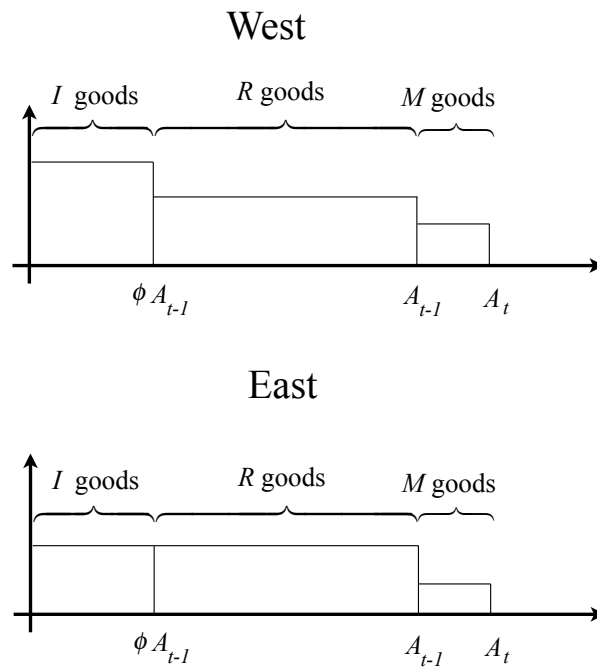 West
I goods R goods M goods
ϕ A_{t-1} A_{t-1} A_t
East
I goods R goods M goods
ϕ A_{t-1} A_{t-1} A_t